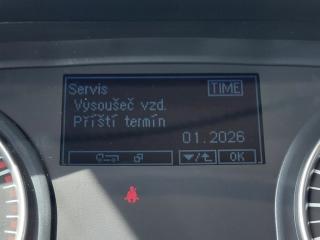 Servis TIME
Vysoušeč vzd.
Příští termín
01.2026
/ OK